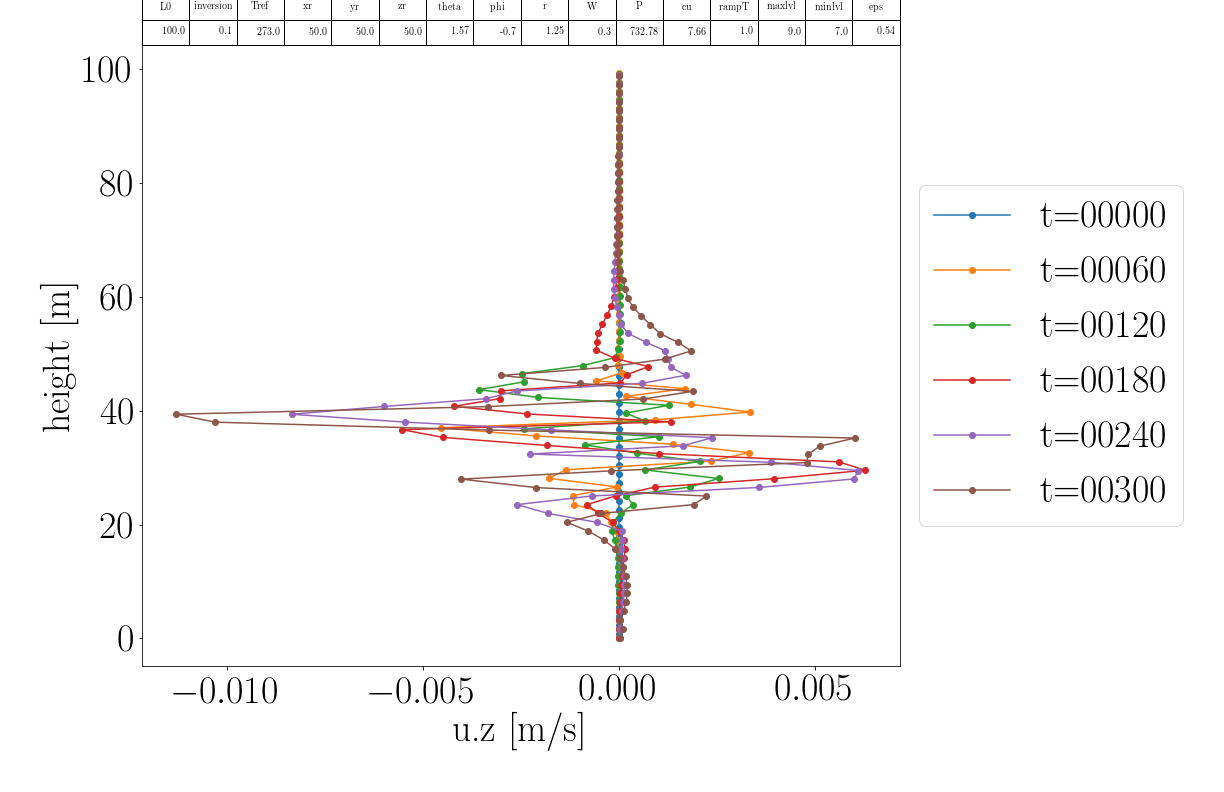 L0 inversion Tref xr yr zr theta phi r W P cu rampT maxlvl minlvl eps
100.0 0.1 273.0 50.0 50.0 50.0 1.57 -0.7 1.25 0.3 732.78 7.66 1.0 9.0 7.0 0.54
100
80
60
40
20
0
height [m]
−0.010 −0.005 0.000 0.005
u.z [m/s]
t=00000
t=00060
t=00120
t=00180
t=00240
t=00300